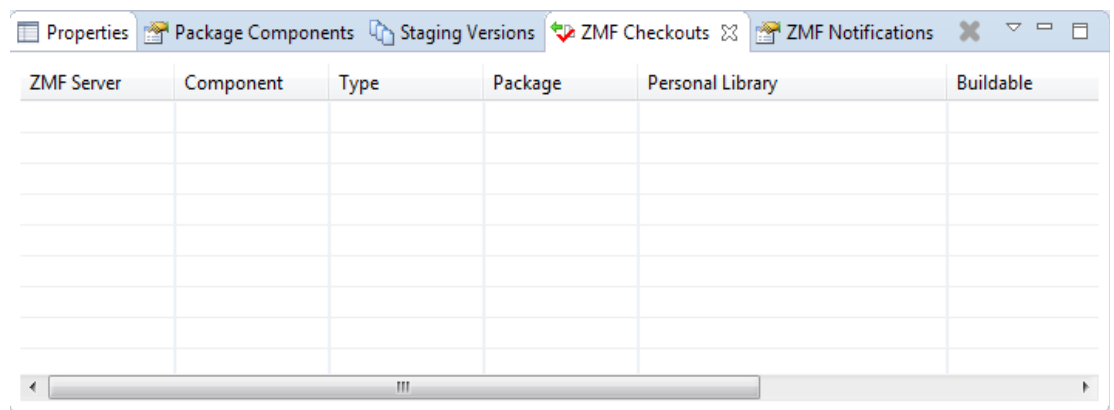 Properties Package Components Staging Versions ZMF Checkouts ZMF Notifications
ZMF Server Component Type Package Personal Library Buildable